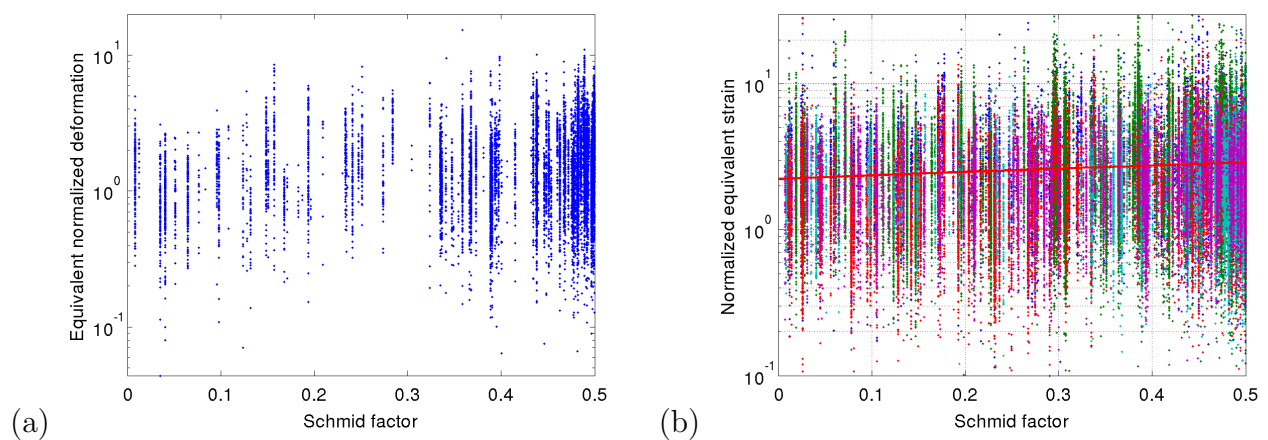 Equivalent normalized deformation
10^1
10^0
10^-1
0 0.1 0.2 0.3 0.4 0.5
Schmid factor
(a)
Normalized equivalent strain
10^1
10^0
10^-1
0 0.1 0.2 0.3 0.4 0.5
Schmid factor
(b)